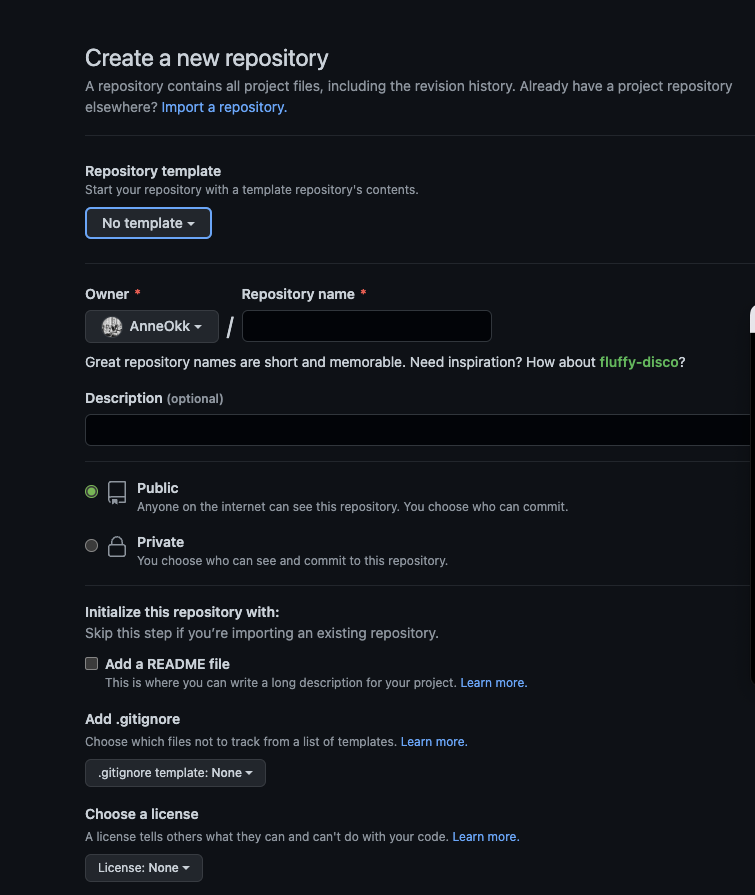 Create a new repository
A repository contains all project files, including the revision history. Already have a project repository
elsewhere? Import a repository.
Repository template
Start your repository with a template repository's contents.
No template
Owner *
Repository name *
AnneOkk
/
Great repository names are short and memorable. Need inspiration? How about fluffy-disco?
Description (optional)
Public
Anyone on the internet can see this repository. You choose who can commit.
Private
You choose who can see and commit to this repository.
Initialize this repository with:
Skip this step if you’re importing an existing repository.
Add a README file
This is where you can write a long description for your project. Learn more.
Add .gitignore
Choose which files not to track from a list of templates. Learn more.
.gitignore template: None
Choose a license
A license tells others what they can and can't do with your code. Learn more.
License: None